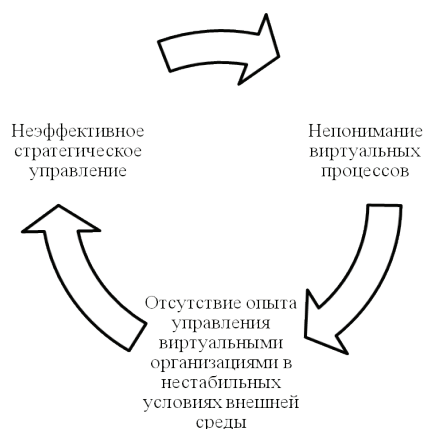 Неэффективное
стратегическое
управление
Непонимание
виртуальных
процессов
Отсутствие опыта
управления
виртуальными
организациями в
нестабильных
условиях внешней
среды